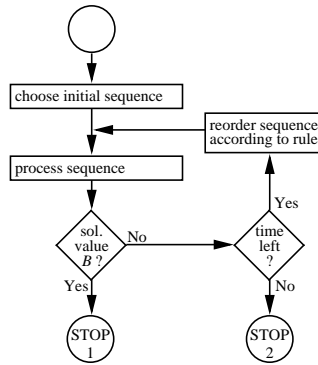 choose initial sequence
reorder sequence
according to rule
process sequence
sol.
value
B ?
No
time
left
?
Yes
Yes
No
STOP
1
STOP
2